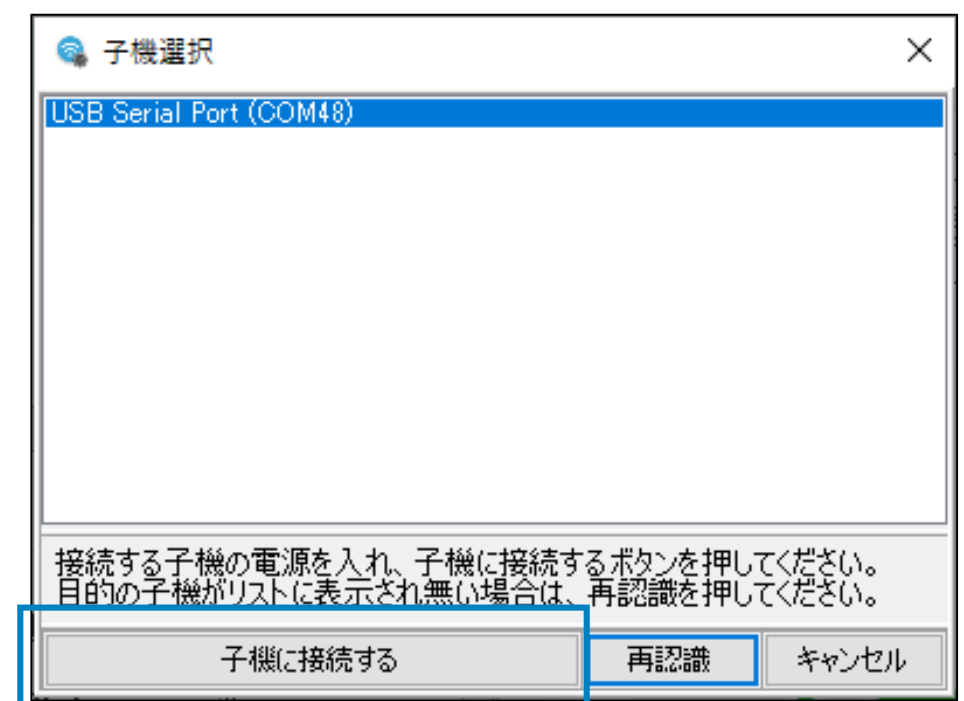 子機選択
USB Serial Port (COM48)
接続する子機の電源を入れ、子機に接続するボタンを押してください。
目的の子機がリストに表示され無い場合は、再認識を押してください。
子機に接続する 再認識 キャンセル